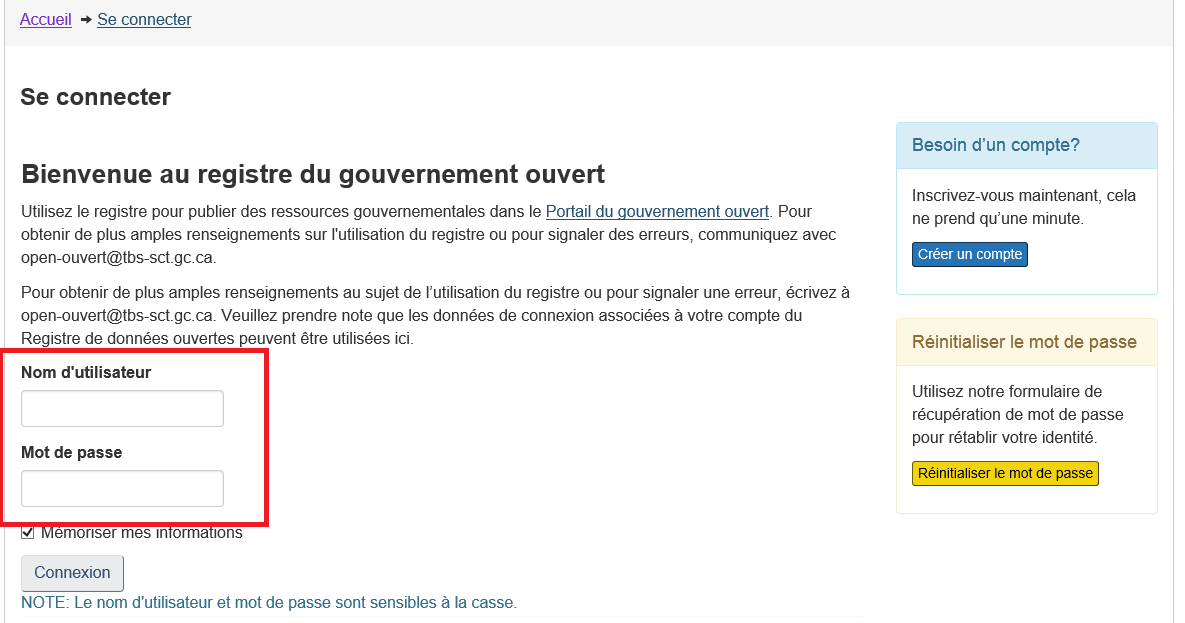 Accueil → Se connecter
Se connecter
Bienvenue au registre du gouvernement ouvert
Utilisez le registre pour publier des ressources gouvernementales dans le Portail du gouvernement ouvert. Pour
obtenir de plus amples renseignements sur l'utilisation du registre ou pour signaler des erreurs, communiquez avec
open-ouvert@tbs-sct.gc.ca.
Pour obtenir de plus amples renseignements au sujet de l’utilisation du registre ou pour signaler une erreur, écrivez à
open-ouvert@tbs-sct.gc.ca. Veuillez prendre note que les données de connexion associées à votre compte du
Registre de données ouvertes peuvent être utilisées ici.
Nom d'utilisateur
Mot de passe
Mémoriser mes informations
Connexion
NOTE: Le nom d'utilisateur et mot de passe sont sensibles à la casse.
Besoin d’un compte?
Inscrivez-vous maintenant, cela
ne prend qu’une minute.
Créer un compte
Réinitialiser le mot de passe
Utilisez notre formulaire de
récupération de mot de passe
pour rétablir votre identité.
Réinitialiser le mot de passe